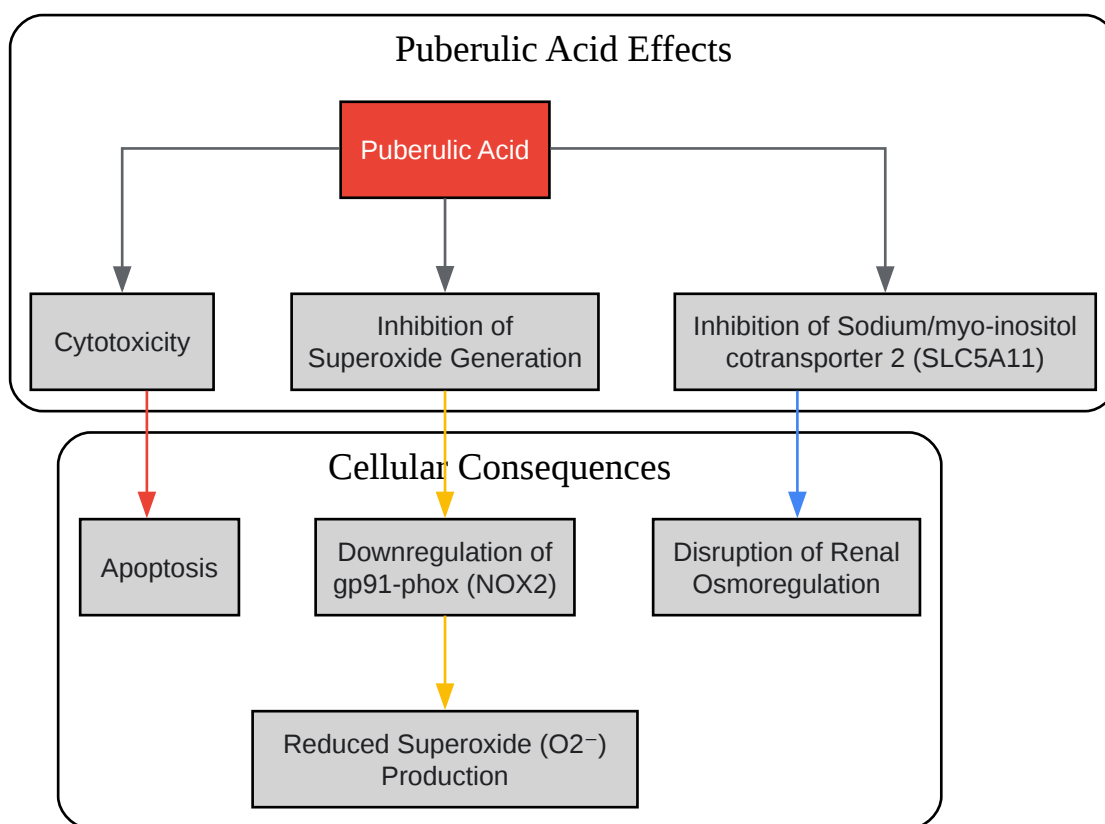 Puberulic Acid Effects
Puberulic Acid
Cytotoxicity
Inhibition of
Superoxide Generation
Inhibition of Sodium/myo-inositol
cotransporter 2 (SLC5A11)
Cellular Consequences
Apoptosis
Downregulation of
gp91-phox (NOX2)
Disruption of Renal
Osmoregulation
Reduced Superoxide (O2⁻)
Production